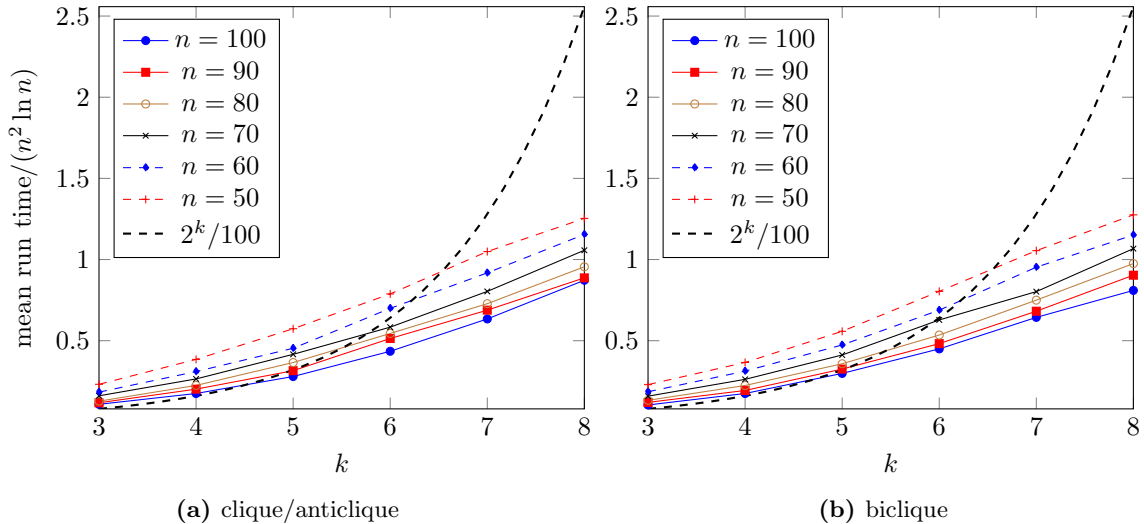 2.5
2
1.5
1
0.5
3 4 5 6 7 8
mean run time/(n² ln n)
k
n = 100
n = 90
n = 80
n = 70
n = 60
n = 50
2^k/100
(a) clique/anticlique
2.5
2
1.5
1
0.5
3 4 5 6 7 8
k
n = 100
n = 90
n = 80
n = 70
n = 60
n = 50
2^k/100
(b) biclique